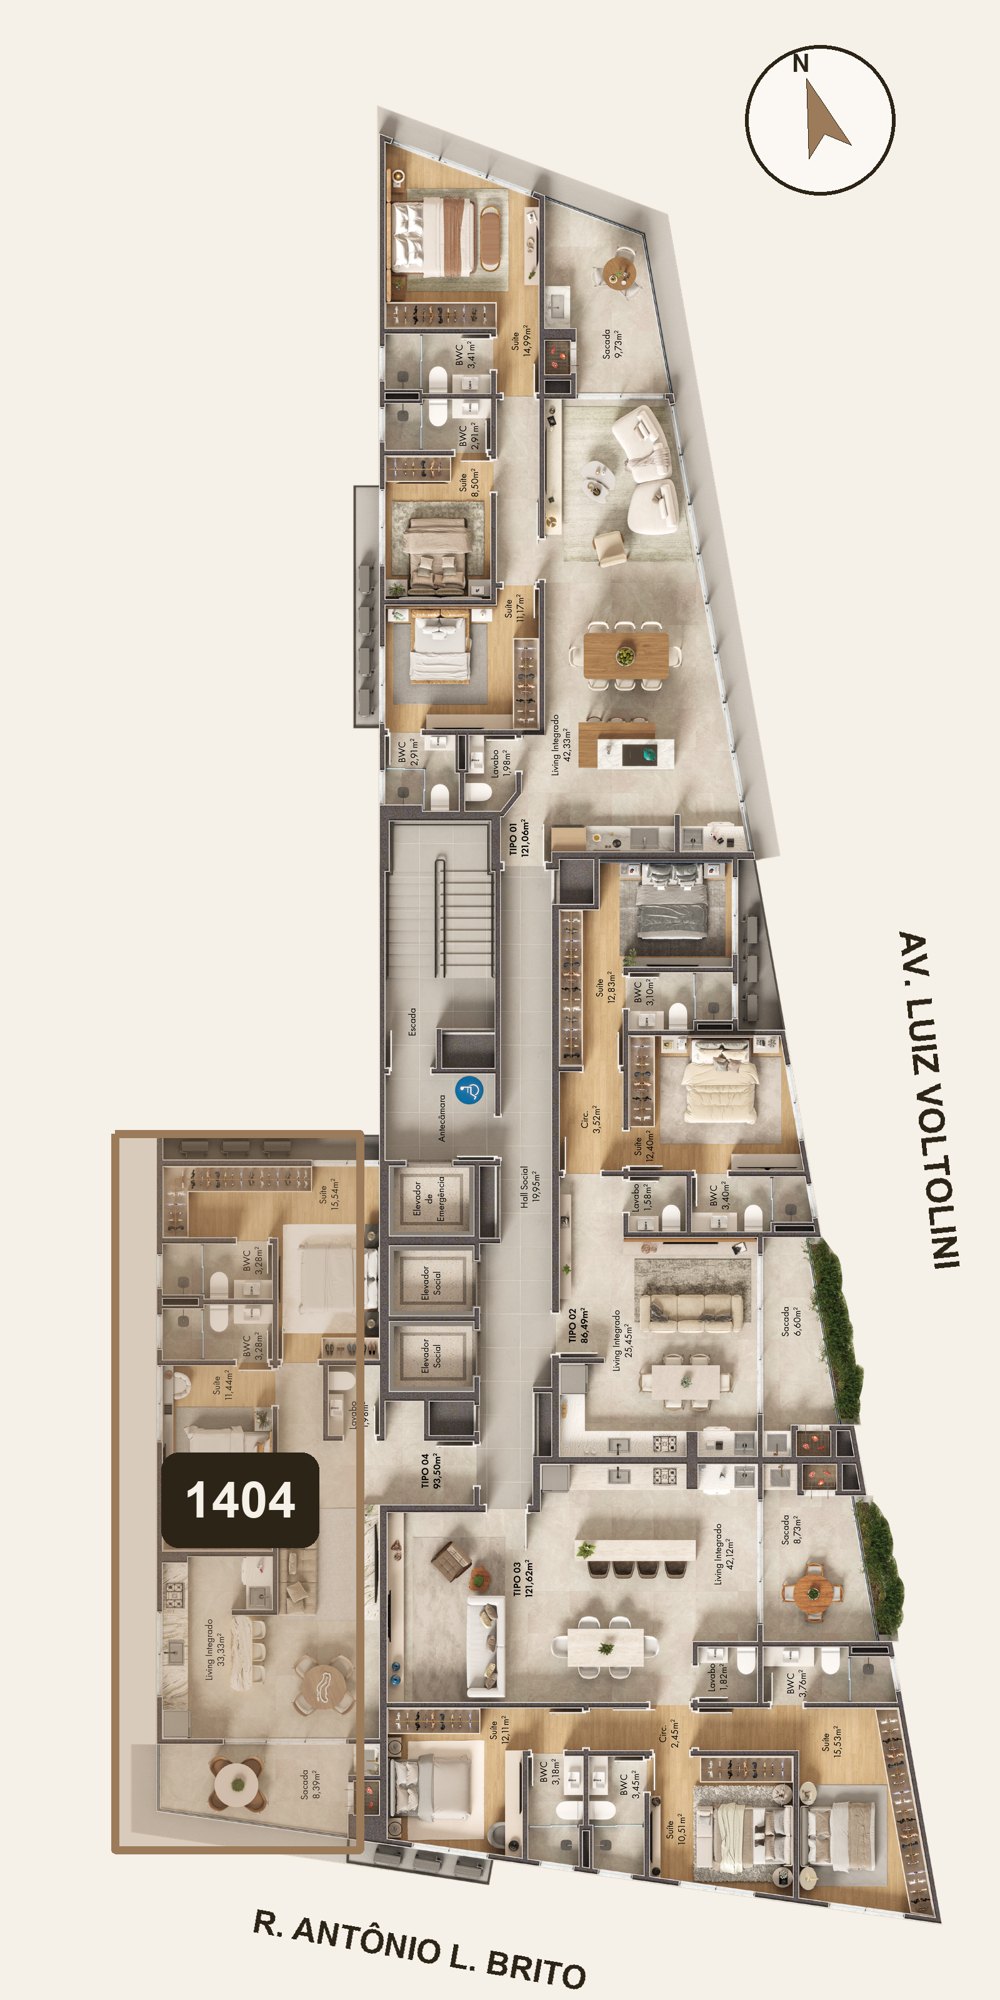 N
Suíte
14,99m²
Sacada
9,73m²
BWC
3,41m²
BWC
2,91m²
Suíte
8,50m²
Suíte
11,17m²
BWC
2,91m²
Lavabo
1,98m²
Living Integrado
42,33m²
TIPO 01
121,06m²
Escada
Suíte
12,83m²
BWC
3,10m²
Antecâmara
Circ.
3,52m²
Suíte
12,40m²
AV. LUIZ VOLTOLINI
Elevador
de
Emergência
Hall Social
19,95m²
Lavabo
1,58m²
BWC
3,40m²
Suíte
15,54m²
BWC
3,28m²
Elevador
Social
BWC
3,28m²
Elevador
Social
TIPO 02
86,49m²
Living Integrado
25,45m²
Sacada
6,60m²
Suíte
11,44m²
Lavabo
TIPO 04
93,50m²
1404
TIPO 03
121,62m²
Living Integrado
42,12m²
Sacada
8,73m²
Living Integrado
33,33m²
Lavabo
1,82m²
BWC
3,76m²
Suíte
12,11m²
Circ.
2,45m²
Suíte
15,53m²
Sacada
8,39m²
BWC
3,18m²
BWC
3,45m²
Suíte
10,51m²
R. ANTÔNIO L. BRITO